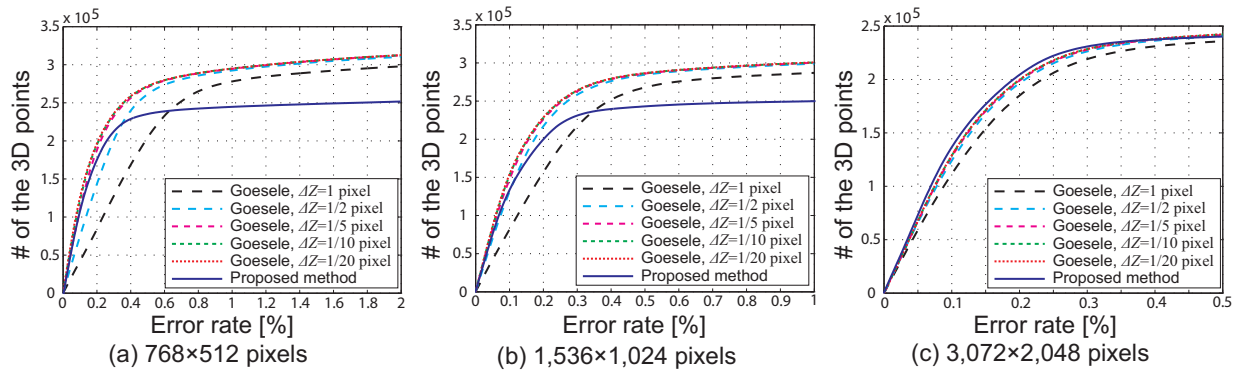 × 10⁵
3.5
3
2.5
2
1.5
1
0.5
0
# of the 3D points
Goesele, ΔZ=1 pixel
Goesele, ΔZ=1/2 pixel
Goesele, ΔZ=1/5 pixel
Goesele, ΔZ=1/10 pixel
Goesele, ΔZ=1/20 pixel
Proposed method
0 0.2 0.4 0.6 0.8 1 1.2 1.4 1.6 1.8 2
Error rate [%]
(a) 768×512 pixels
× 10⁵
3.5
3
2.5
2
1.5
1
0.5
0
# of the 3D points
Goesele, ΔZ=1 pixel
Goesele, ΔZ=1/2 pixel
Goesele, ΔZ=1/5 pixel
Goesele, ΔZ=1/10 pixel
Goesele, ΔZ=1/20 pixel
Proposed method
0 0.1 0.2 0.3 0.4 0.5 0.6 0.7 0.8 0.9 1
Error rate [%]
(b) 1,536×1,024 pixels
× 10⁵
2.5
2
1.5
1
0.5
0
# of the 3D points
Goesele, ΔZ=1 pixel
Goesele, ΔZ=1/2 pixel
Goesele, ΔZ=1/5 pixel
Goesele, ΔZ=1/10 pixel
Goesele, ΔZ=1/20 pixel
Proposed method
0 0.1 0.2 0.3 0.4 0.5
Error rate [%]
(c) 3,072×2,048 pixels